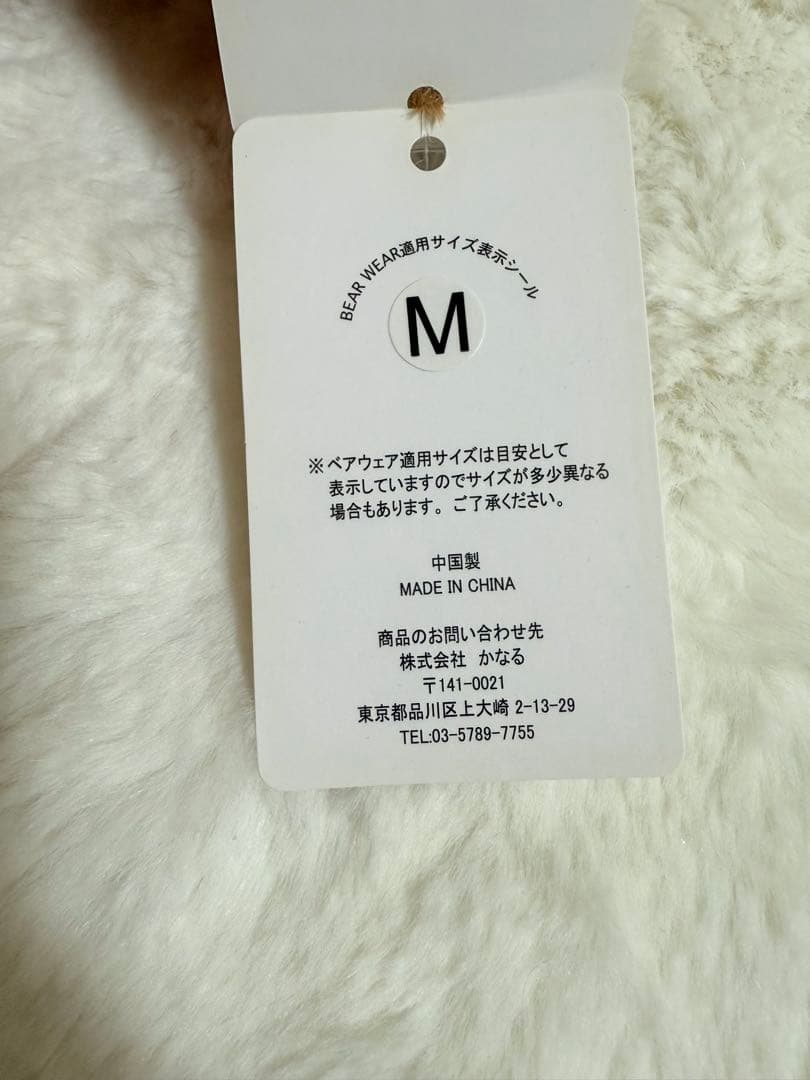 BEAR WEAR適用サイズ表示シール
M
※ベアウェア適用サイズは目安として
表示していますのでサイズが多少異なる
場合もあります。ご了承ください。
中国製
MADE IN CHINA
商品のお問い合わせ先
株式会社 かなる
〒141-0021
東京都品川区上大崎 2-13-29
TEL:03-5789-7755